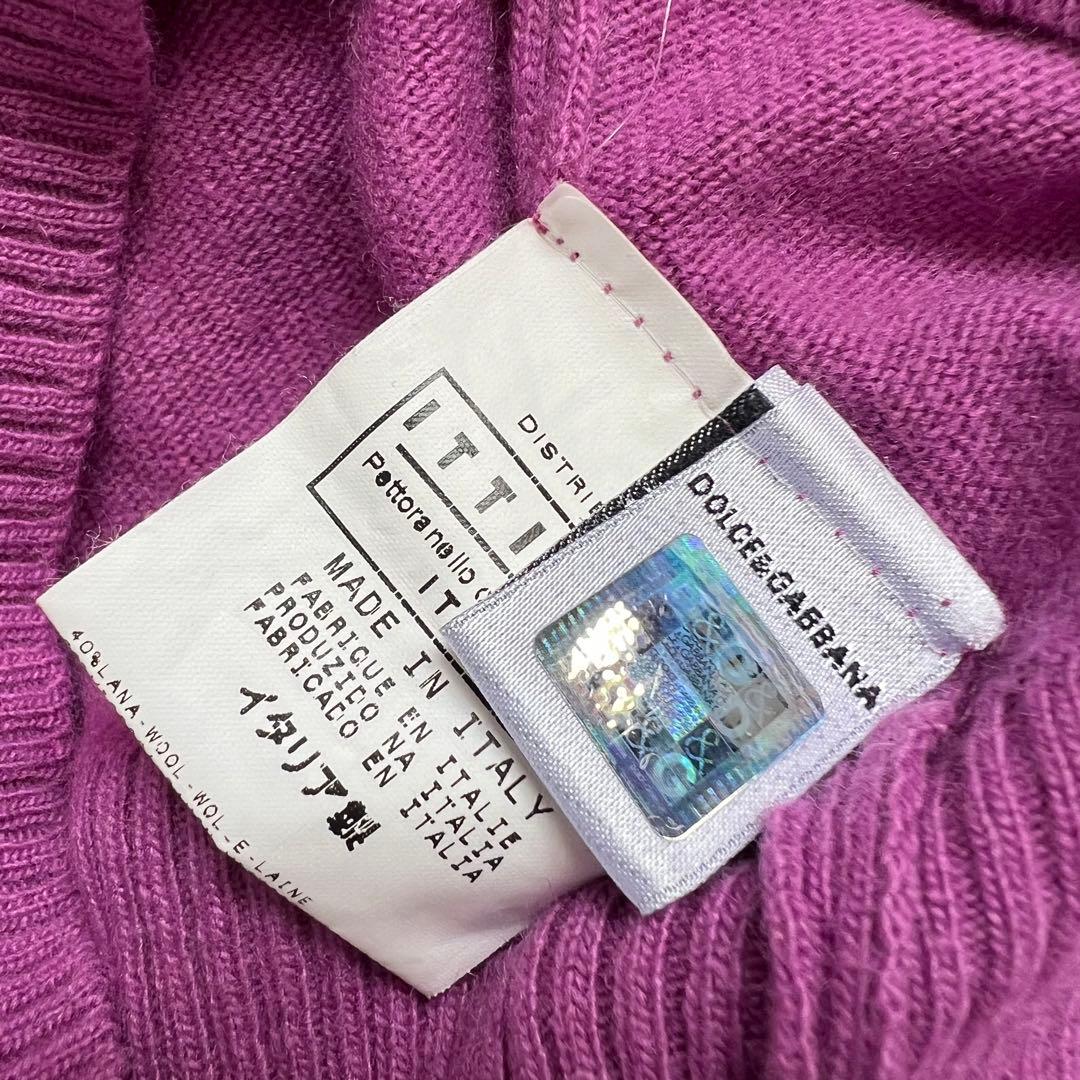 DISTRI
ITTI
Pettoranello (
IT
MADE IN ITALY
FABRIQUE EN ITALIE
PRODUZIDO NA ITALIA
FABRICADO EN ITALIA
イタリア製
40%LANA-WOOL-WOL-E-LAINE
DOLCE&GABBANA